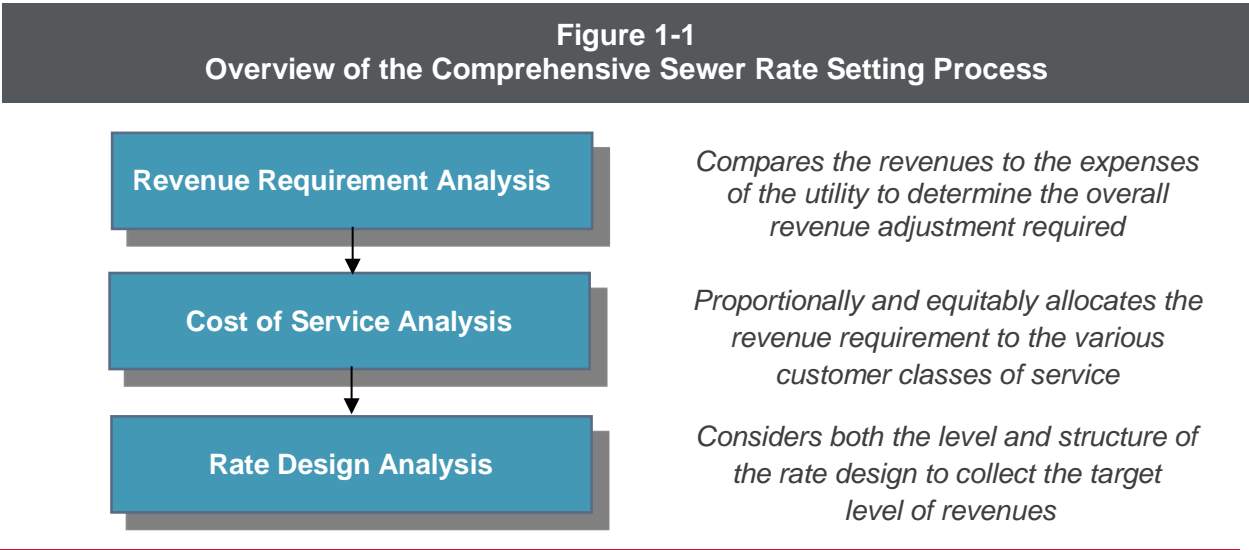 Figure 1-1
Overview of the Comprehensive Sewer Rate Setting Process
Revenue Requirement Analysis
Compares the revenues to the expenses
of the utility to determine the overall
revenue adjustment required
Cost of Service Analysis
Proportionally and equitably allocates the
revenue requirement to the various
customer classes of service
Rate Design Analysis
Considers both the level and structure of
the rate design to collect the target
level of revenues